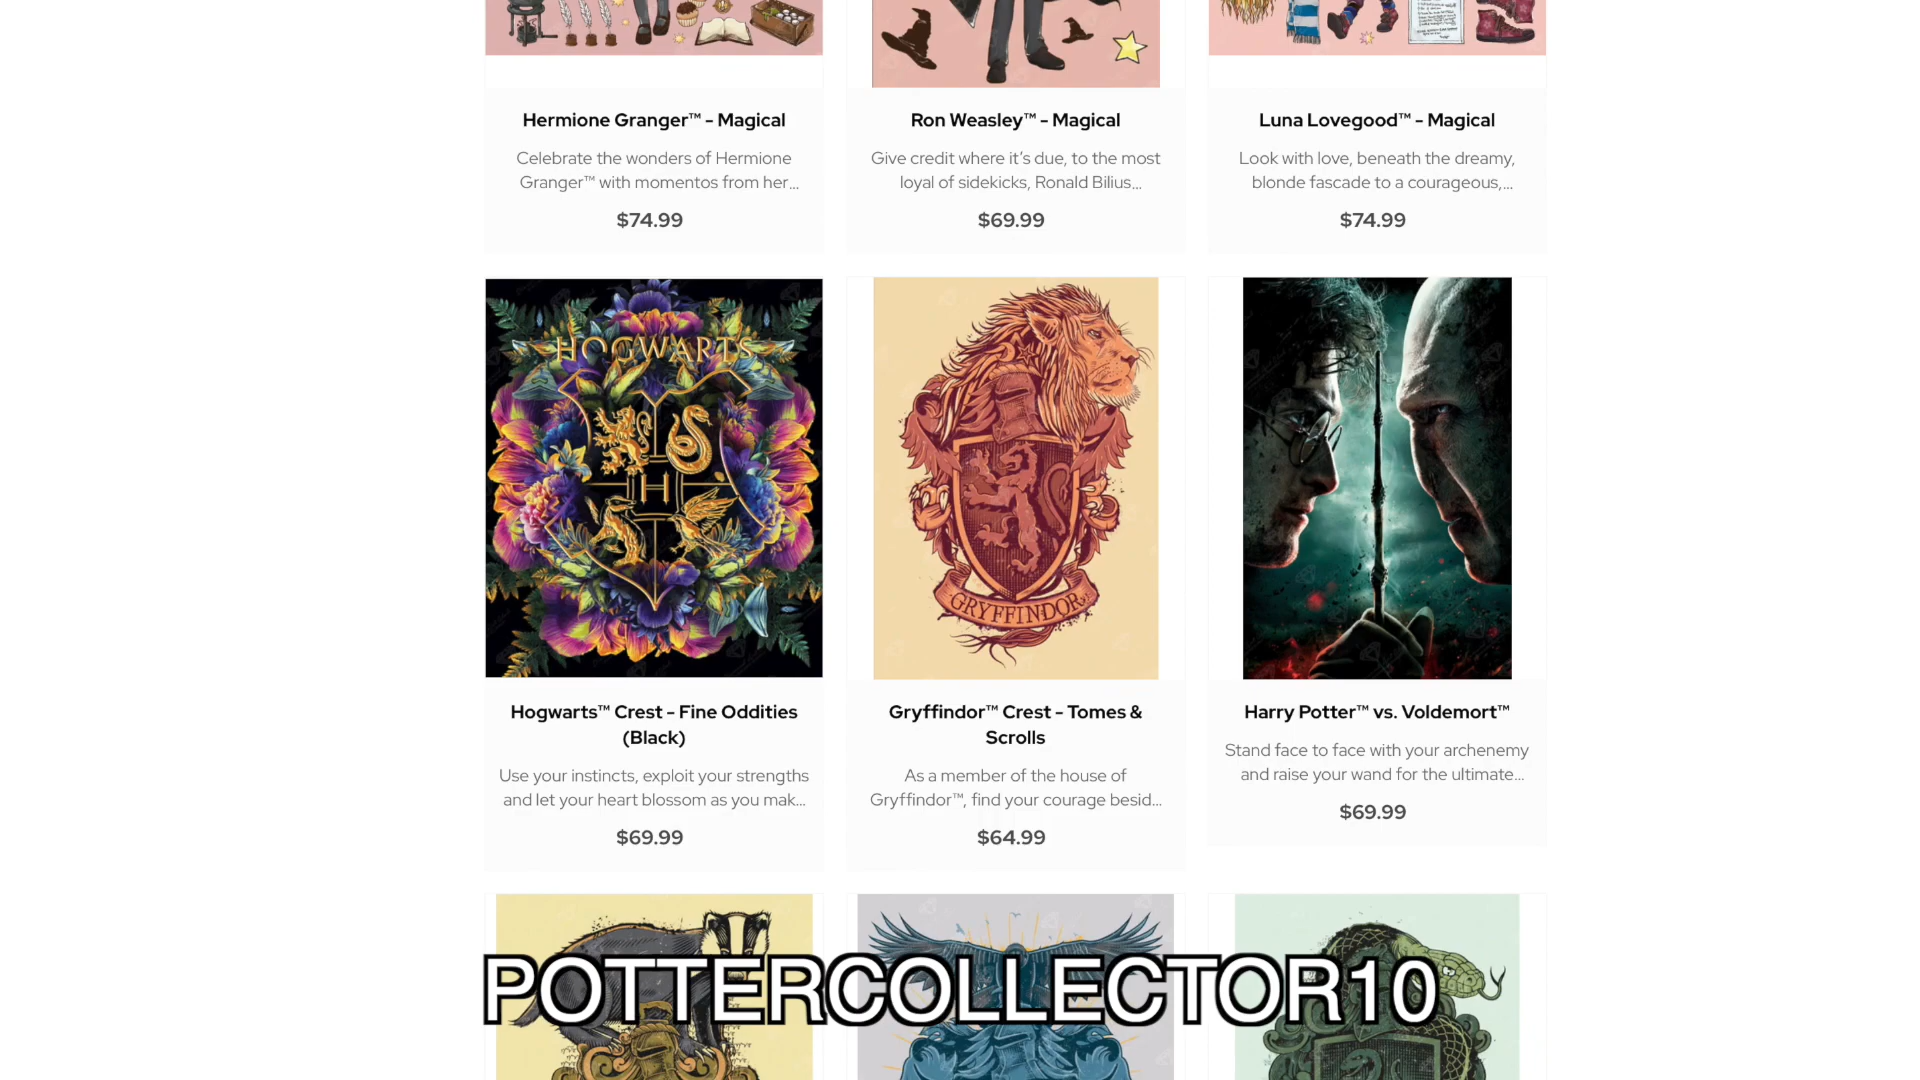 Hermione Granger™ - Magical
Celebrate the wonders of Hermione
Granger™ with momentos from her...
$74.99
Ron Weasley™ - Magical
Give credit where it's due, to the most
loyal of sidekicks, Ronald Bilius...
$69.99
Luna Lovegood™ - Magical
Look with love, beneath the dreamy,
blonde fascade to a courageous,...
$74.99
HOGWARTS
H
Hogwarts™ Crest - Fine Oddities
(Black)
Use your instincts, exploit your strengths
and let your heart blossom as you mak...
$69.99
GRYFFINDOR
Gryffindor™ Crest - Tomes &
Scrolls
As a member of the house of
Gryffindor™, find your courage besid...
$64.99
Harry Potter™ vs. Voldemort™
Stand face to face with your archenemy
and raise your wand for the ultimate...
$69.99
POTTERCOLLECTOR10